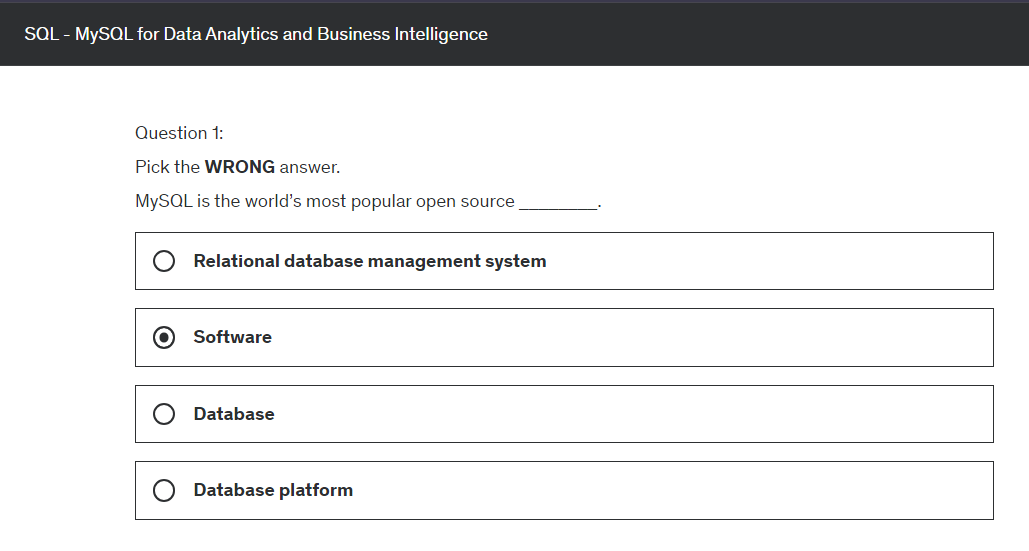 SQL - MySQL for Data Analytics and Business Intelligence
Question 1:
Pick the WRONG answer.
MySQL is the world’s most popular open source ________.
Relational database management system
Software
Database
Database platform